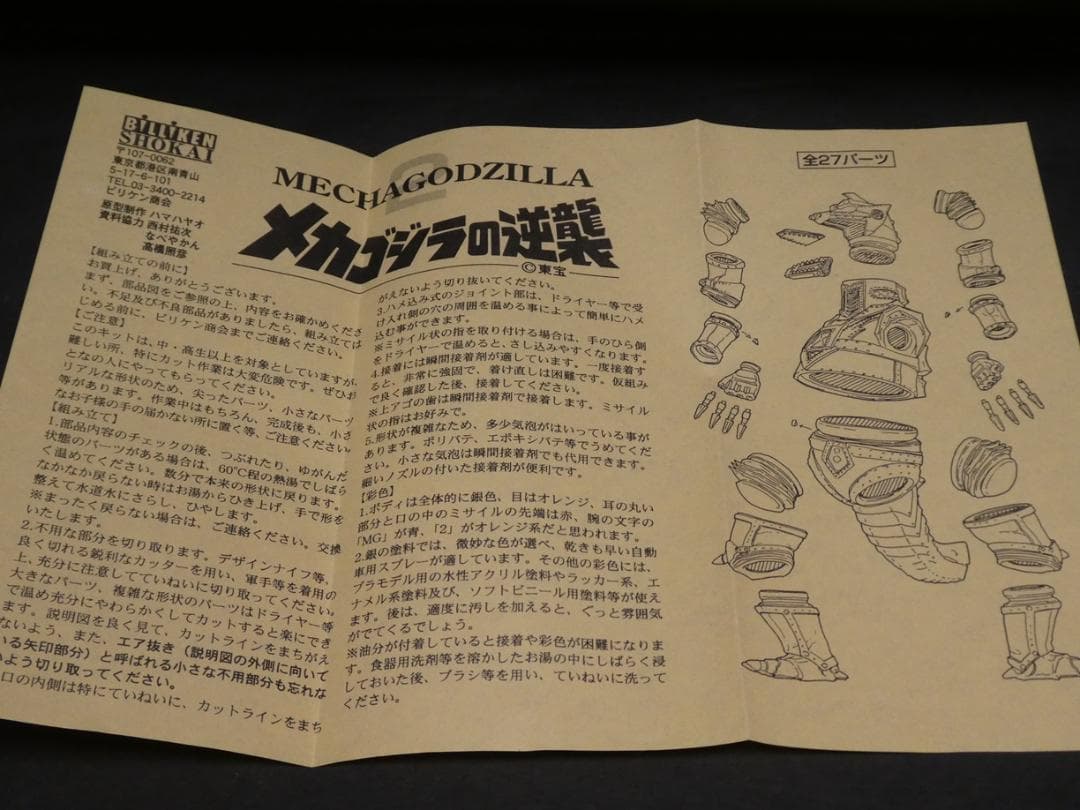 BILLIKEN
SHOKAI
〒107-0062
東京都港区南青山
5-17-6-101
TEL.03-3400-2214
ビリケン商会
原型制作 ハマハヤオ
資料協力 西村祐次
なべやかん
高橋照彦
2
MECHAGODZILLA
メカゴジラの逆襲
©東宝
【組み立ての前に】
お買上げ、ありがとうございます。
まず、部品図をご参照の上、内容をお確かめくださ
い。不足及び不良部品がありましたら、組み立ては
じめる前に、ビリケン商会までご連絡ください。
【ご注意】
このキットは、中・高生以上を対象としていますが、
難しい所、特にカット作業は大変危険です。ぜひお
となの人にやってもらってください。
リアルな形状のため、尖ったパーツ、小さなパーツ
等があります。作業中はもちろん、完成後も、小さ
なお子様の手の届かない所に置く等、ご注意ください
【組み立て】
1.部品内容のチェックの後、つぶれたり、ゆがんだ
状態のパーツがある場合は、60℃程の熱湯でしばら
く温めてください。数分で本来の形状に戻ります。
なかなか戻らない時はお湯からひき上げ、手で形を
整えて水道水にさらし、ひやします。
※まったく戻らない場合は、ご連絡ください。交換
いたします。
2.不用な部分を切り取ります。デザインナイフ等、
良く切れる鋭利なカッターを用い、軍手等を着用の
上、充分に注意してていねいに切り取ってください。
大きなパーツ、複雑な形状のパーツはドライヤー等
で温め充分にやわらかくしてカットすると楽にでき
ます。説明図を良く見て、カットラインをまちがえ
ないよう、また、エア抜き（説明図の外側に向いて
いる矢印部分）と呼ばれる小さな不用部分も忘れな
いよう切り取ってください。
口の内側は特にていねいに、カットラインをまち
がえないよう切り抜いてください。
3.ハメ込み式のジョイント部は、ドライヤー等で受
け入れ側の穴の周囲を温める事によって簡単にハメ
込む事ができます。
※ミサイル状の指を取り付ける場合は、手のひら側
をドライヤーで温めると、さし込みやすくなります。
4.接着には瞬間接着剤が適しています。一度接着す
ると、非常に強固で、着け直しは困難です。仮組み
で良く確認した後、接着してください。
※上アゴの歯は瞬間接着剤で接着します。ミサイル
状の指はお好みで。
5.形状が複雑なため、多少気泡がはいっている事が
あります。ポリパテ、エポキシパテ等でうめてくだ
さい。小さな気泡は瞬間接着剤でも代用できます。
細いノズルの付いた接着剤が便利です。
【彩色】
1.ボディは全体的に銀色、目はオレンジ、耳の丸い
部分と口の中のミサイルの先端は赤、腕の文字の
「MG」が青、「2」がオレンジ系だと思われます。
2.銀の塗料では、微妙な色が選べ、乾きも早い自動
車用スプレーが適しています。その他の彩色には、
プラモデル用の水性アクリル塗料やラッカー系、エ
ナメル系塗料及び、ソフトビニール用塗料等が使え
ます。後は、適度に汚しを加えると、ぐっと雰囲気
がでてくるでしょう。
※油分が付着していると接着や彩色が困難になりま
す。食器用洗剤等を溶かしたお湯の中にしばらく浸
しておいた後、ブラシ等を用い、ていねいに洗って
ください。
全27パーツ